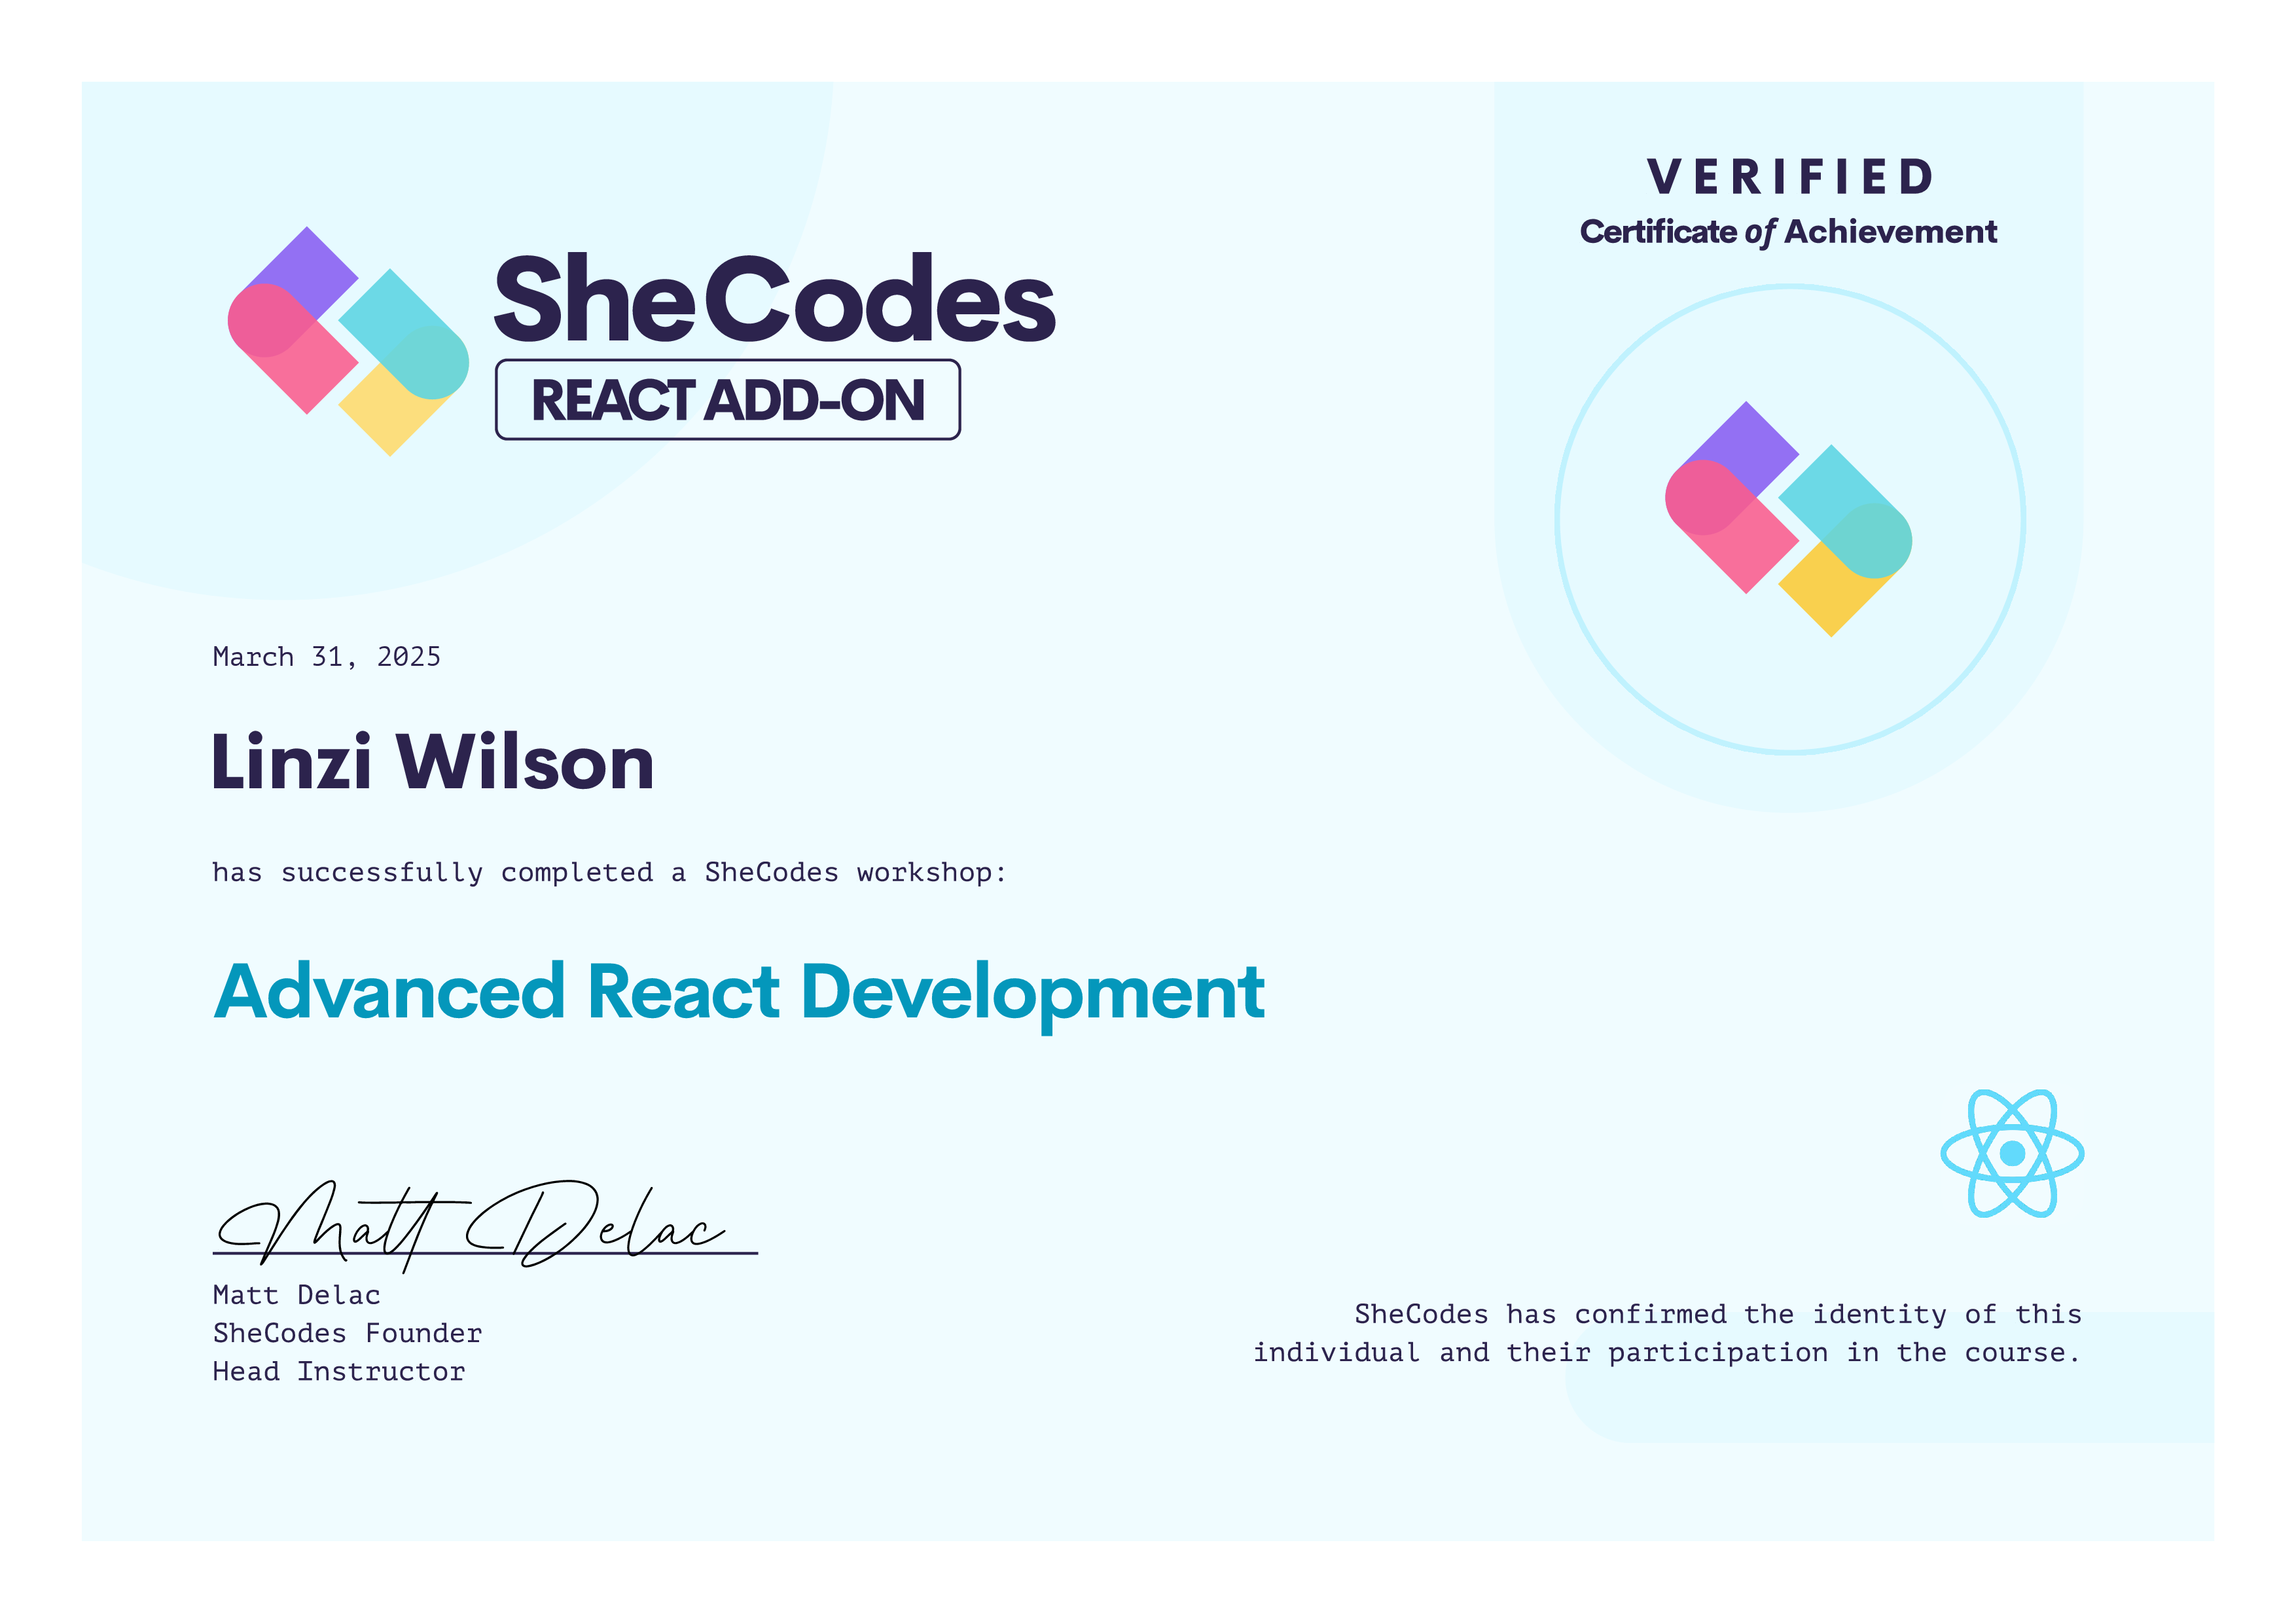 VERIFIED
Certificate of Achievement
SheCodes
REACT ADD-ON
March 31, 2025
Linzi Wilson
has successfully completed a SheCodes workshop:
Advanced React Development
Matt Delac
Matt Delac
SheCodes Founder
Head Instructor
SheCodes has confirmed the identity of this
individual and their participation in the course.